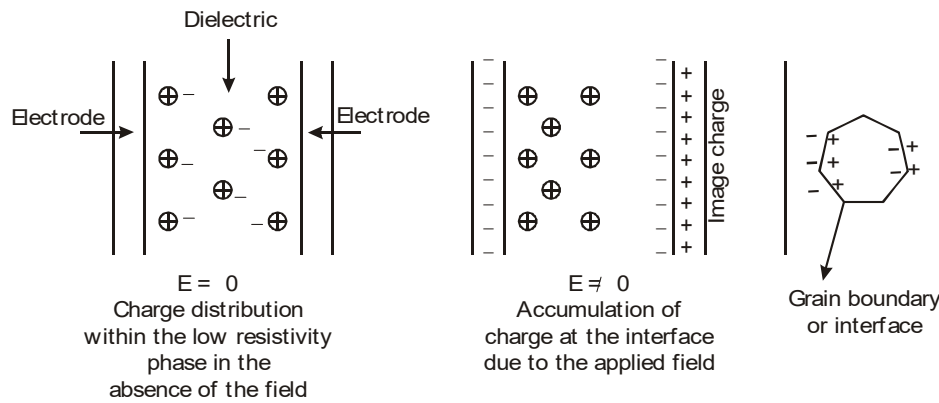 Dielectric
Electrode
Electrode
Image charge
E = 0
Charge distribution
within the low resistivity
phase in the
absence of the field
E ≠ 0
Accumulation of
charge at the interface
due to the applied field
Grain boundary
or interface